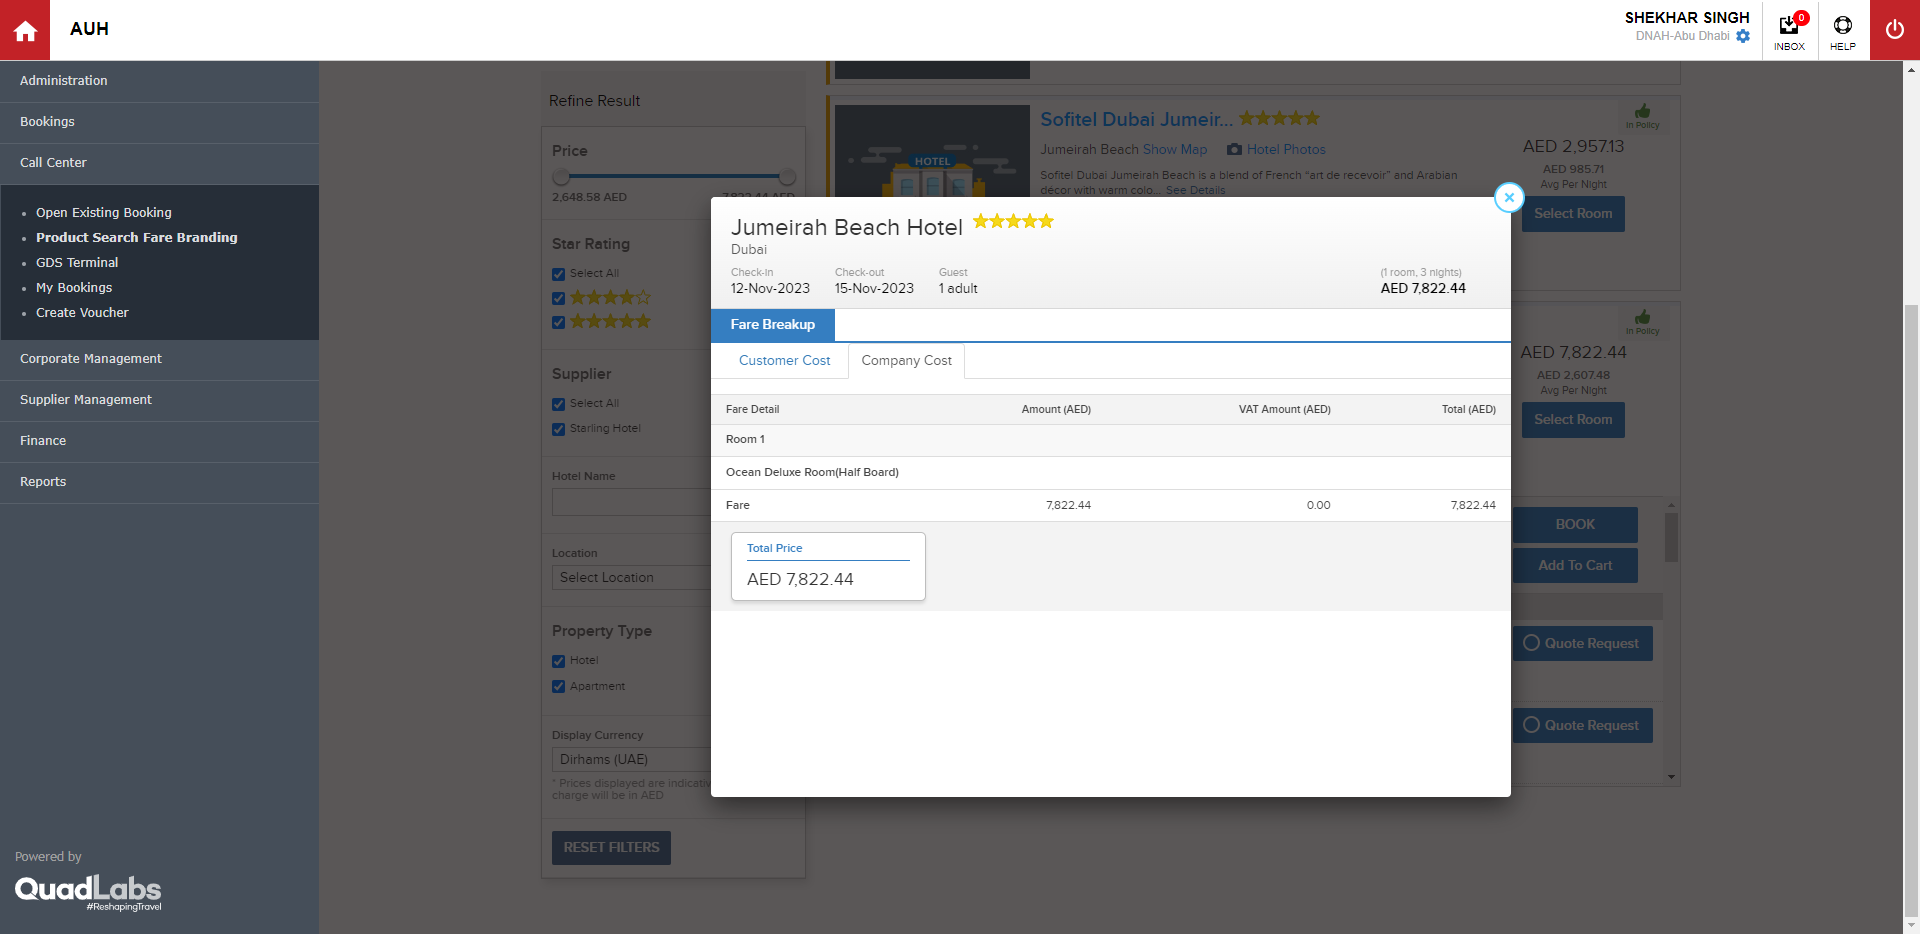 AUH
SHEKHAR SINGH
DNAH-Abu Dhabi
0
INBOX
HELP
Administration
Bookings
Call Center
Open Existing Booking
Product Search Fare Branding
GDS Terminal
My Bookings
Create Voucher
Corporate Management
Supplier Management
Finance
Reports
Powered by
QuadLabs
#ReshapingTravel
Refine Result
Price
2,648.58 AED
7,822.44 AED
Star Rating
Select All
Supplier
Select All
Starling Hotel
Hotel Name
Location
Select Location
Property Type
Hotel
Apartment
Display Currency
Dirhams (UAE)
* Prices displayed are
charge will be in AED
RESET FILTERS
HOTEL
Sofitel Dubai Jumeir...
Jumeirah Beach Show Map Hotel Photos
Sofitel Dubai Jumeirah Beach is a blend of French “art de recevoir” and Arabian
décor with warm colo... See Details
In Policy
AED 2,957.13
AED 985.71
Avg Per Night
Select Room
In Policy
AED 7,822.44
AED 2,607.48
Avg Per Night
Select Room
BOOK
Add To Cart
Quote Request
Quote Request
Jumeirah Beach Hotel
Dubai
Check-in Check-out Guest (1 room, 3 nights)
12-Nov-2023 15-Nov-2023 1 adult AED 7,822.44
Fare Breakup
Customer Cost Company Cost
Fare Detail Amount (AED) VAT Amount (AED) Total (AED)
Room 1
Ocean Deluxe Room(Half Board)
Fare 7,822.44 0.00 7,822.44
Total Price
AED 7,822.44